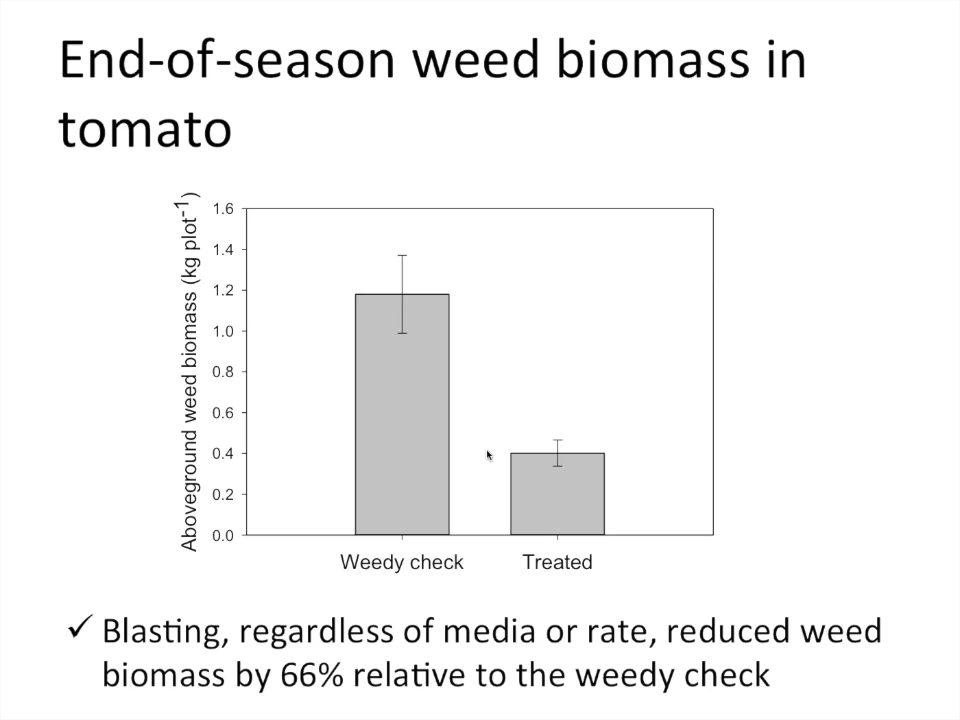 End-of-season weed biomass in
tomato
Aboveground weed biomass (kg plot⁻¹)
1.6
1.4
1.2
1.0
0.8
0.6
0.4
0.2
0.0
Weedy check
Treated
✓ Blasting, regardless of media or rate, reduced weed
biomass by 66% relative to the weedy check